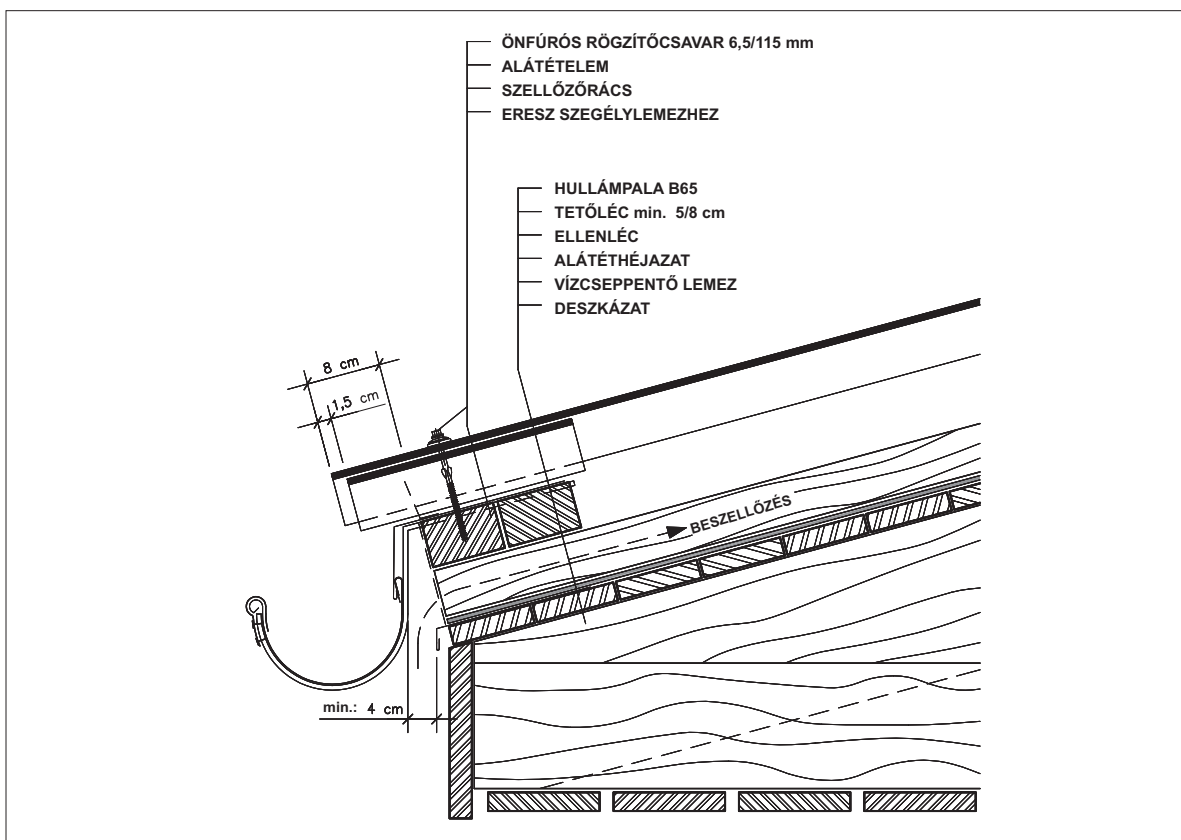 ÖNFÚRÓS RÖGZÍTŐCSAVAR 6,5/115 mm
ALÁTÉTELEM
SZELLŐZŐRÁCS
ERESZ SZEGÉLYLEMEZHEZ
HULLÁMPALA B65
TETŐLÉC min. 5/8 cm
ELLENLÉC
ALÁTÉTHÉJAZAT
VÍZCSEPPENTŐ LEMEZ
DESZKÁZAT
8 cm
1,5 cm
BESZELLŐZÉS
min.: 4 cm